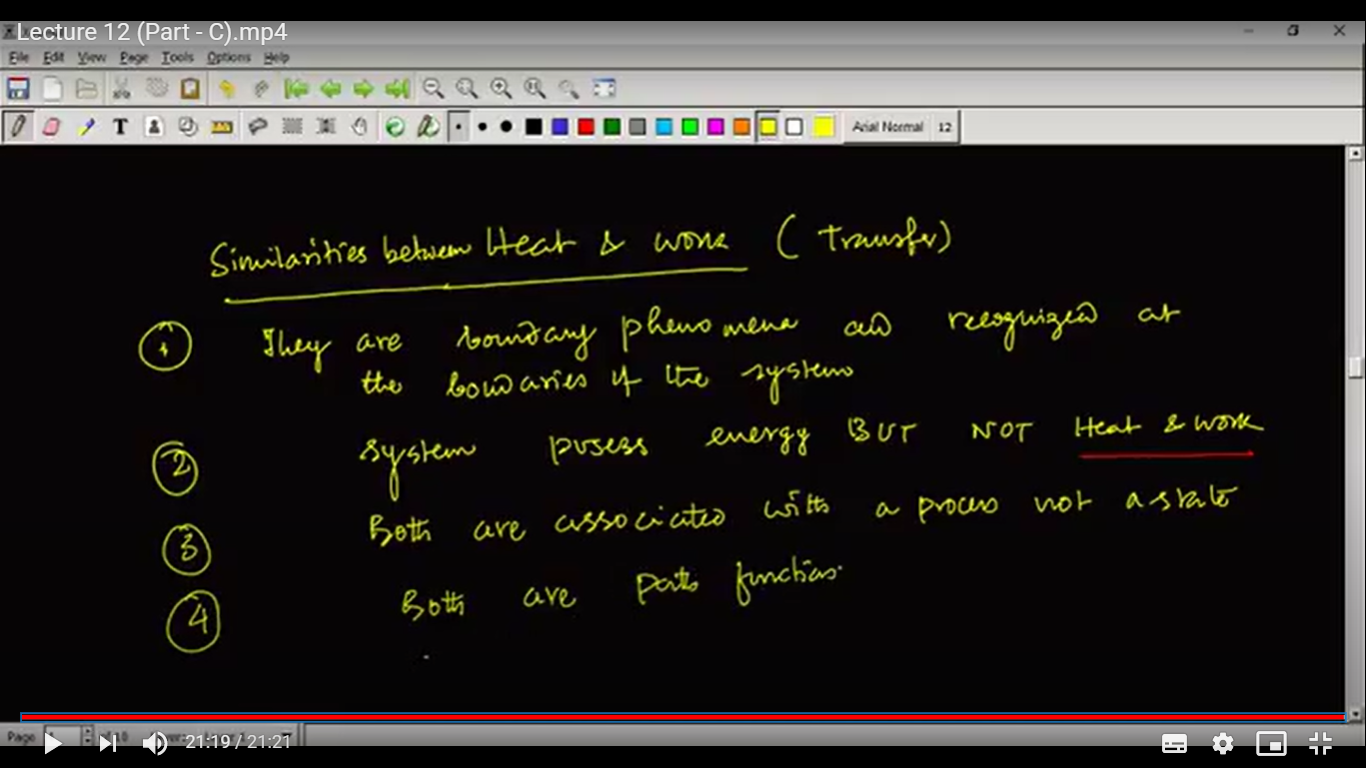 Lecture 12 (Part - C).mp4
File Edit View Page Tools Options Help
Arial Normal 12
Similarities between Heat & work (Transfer)
1 They are boundary phenomena and recognized at
the boundaries of the system
2 system posess energy BUT NOT Heat & work
3 Both are associated with a process not a state
4 Both are path functions
Page
21:19 / 21:21